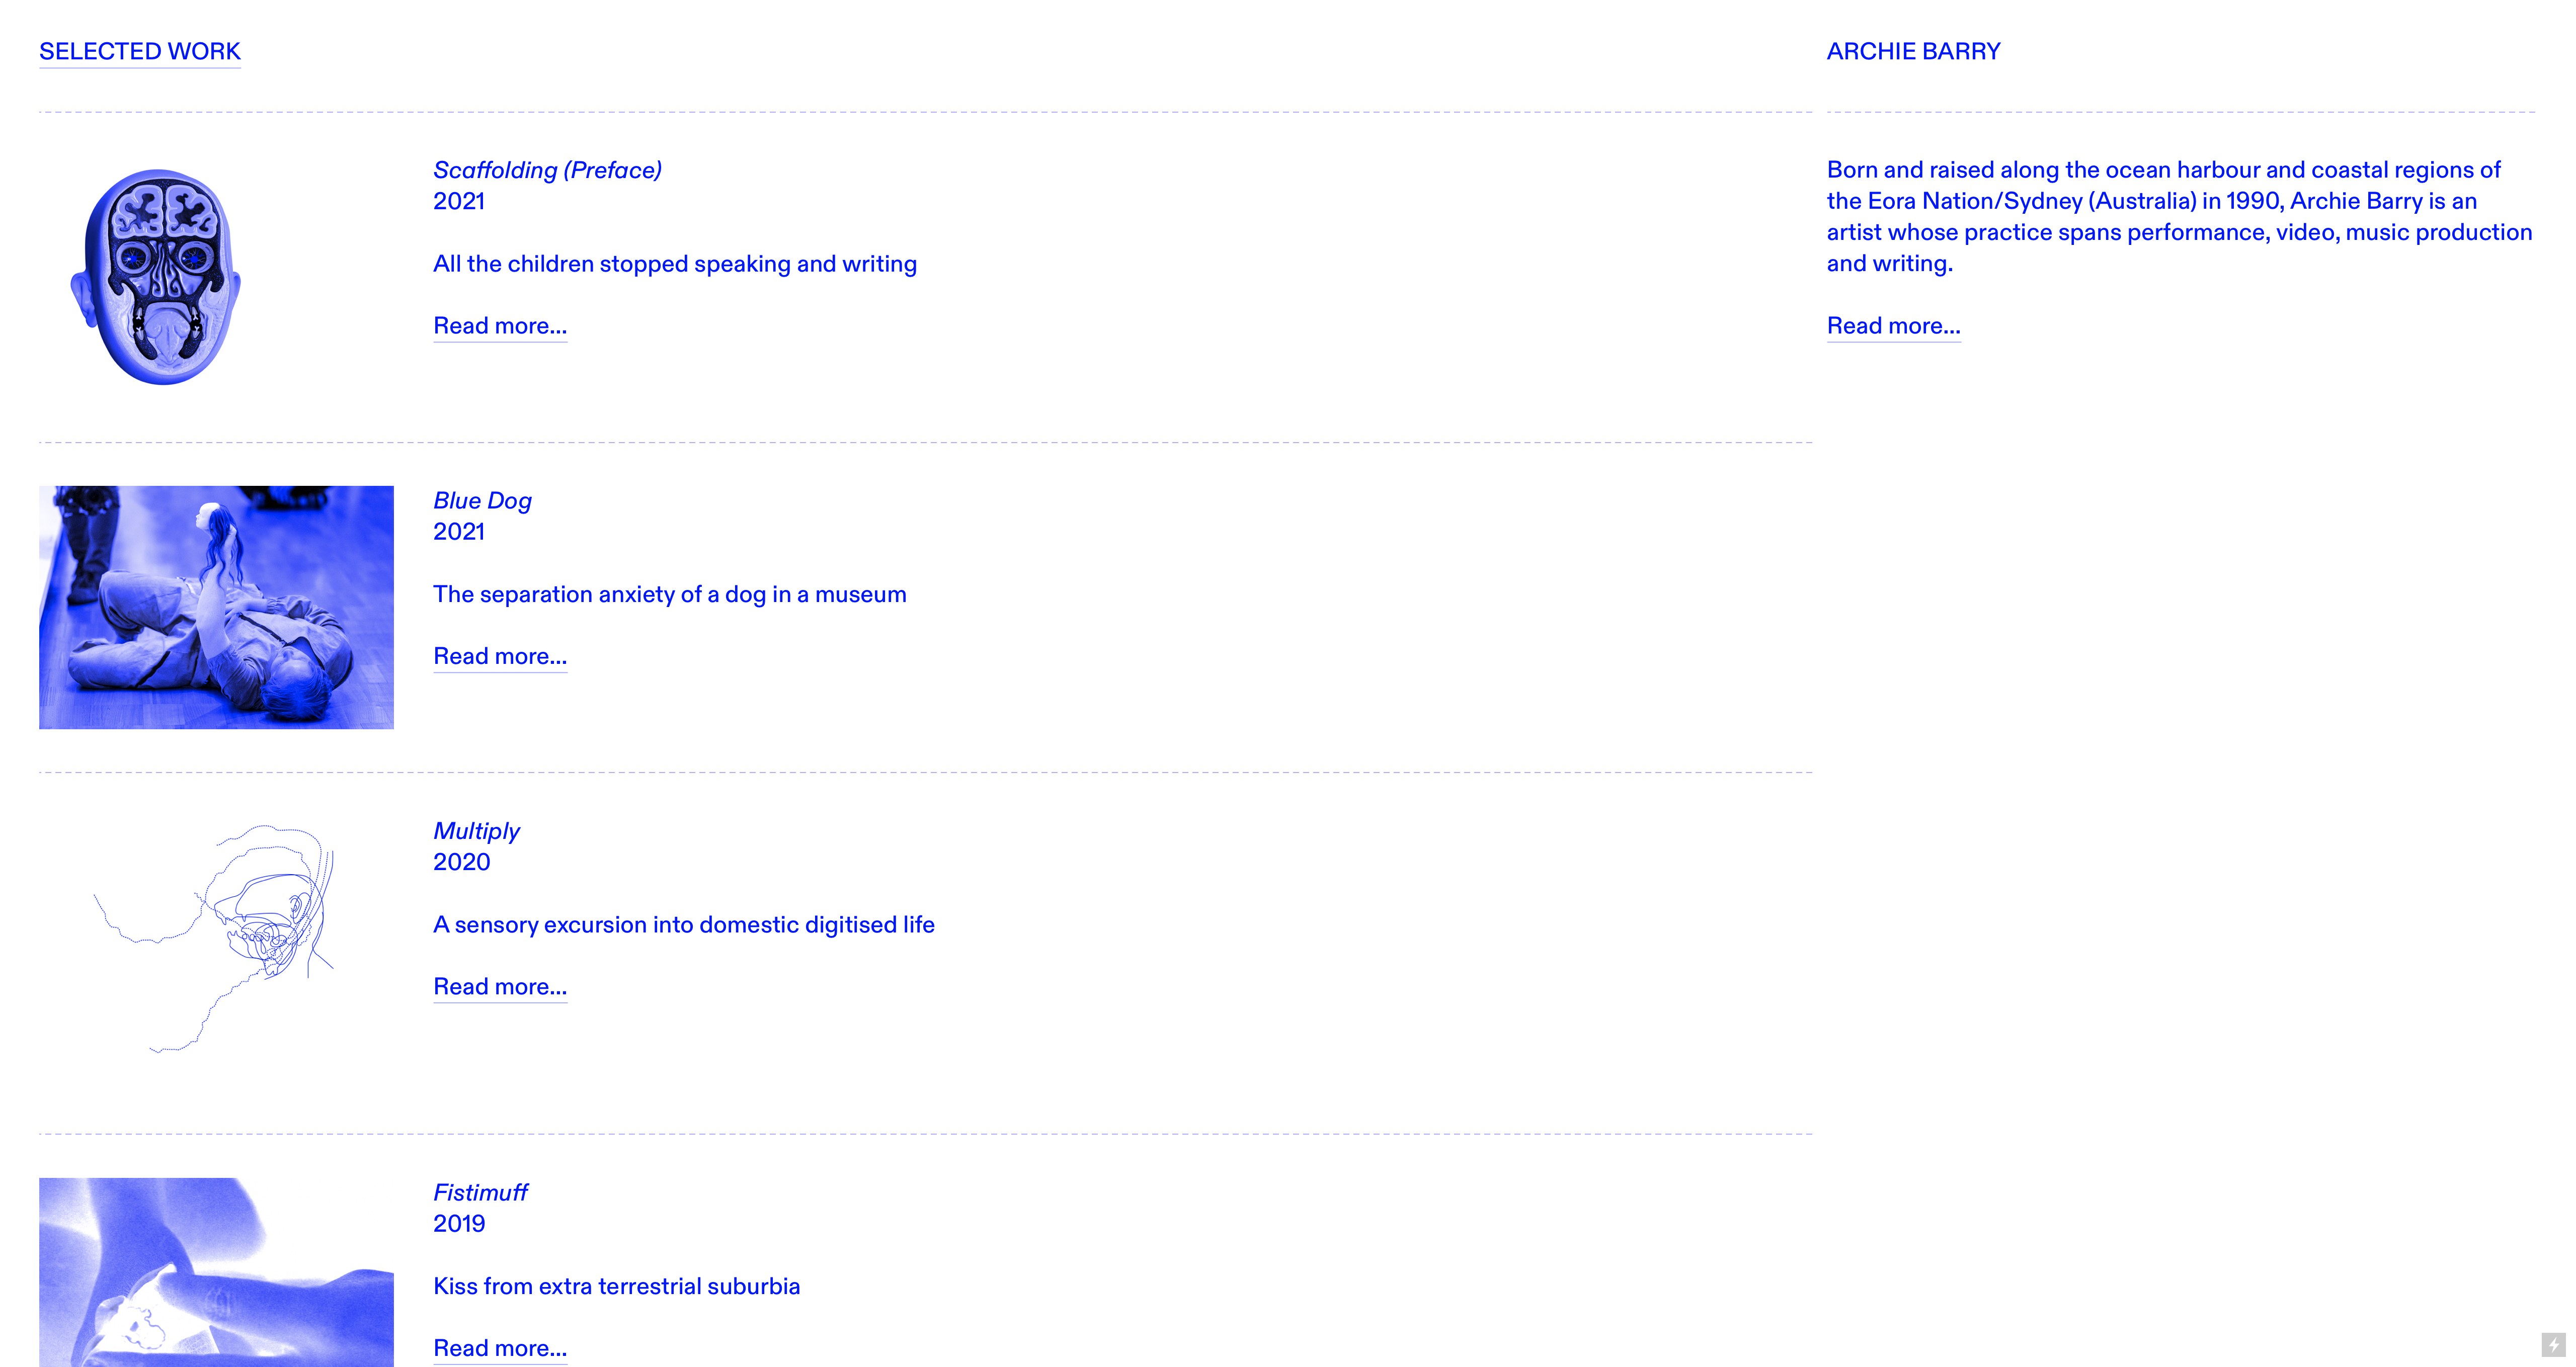 SELECTED WORK
Scaffolding (Preface)
2021
All the children stopped speaking and writing
Read more...
Blue Dog
2021
The separation anxiety of a dog in a museum
Read more...
Multiply
2020
A sensory excursion into domestic digitised life
Read more...
Fistimuff
2019
Kiss from extra terrestrial suburbia
Read more...
ARCHIE BARRY
Born and raised along the ocean harbour and coastal regions of
the Eora Nation/Sydney (Australia) in 1990, Archie Barry is an
artist whose practice spans performance, video, music production
and writing.
Read more...